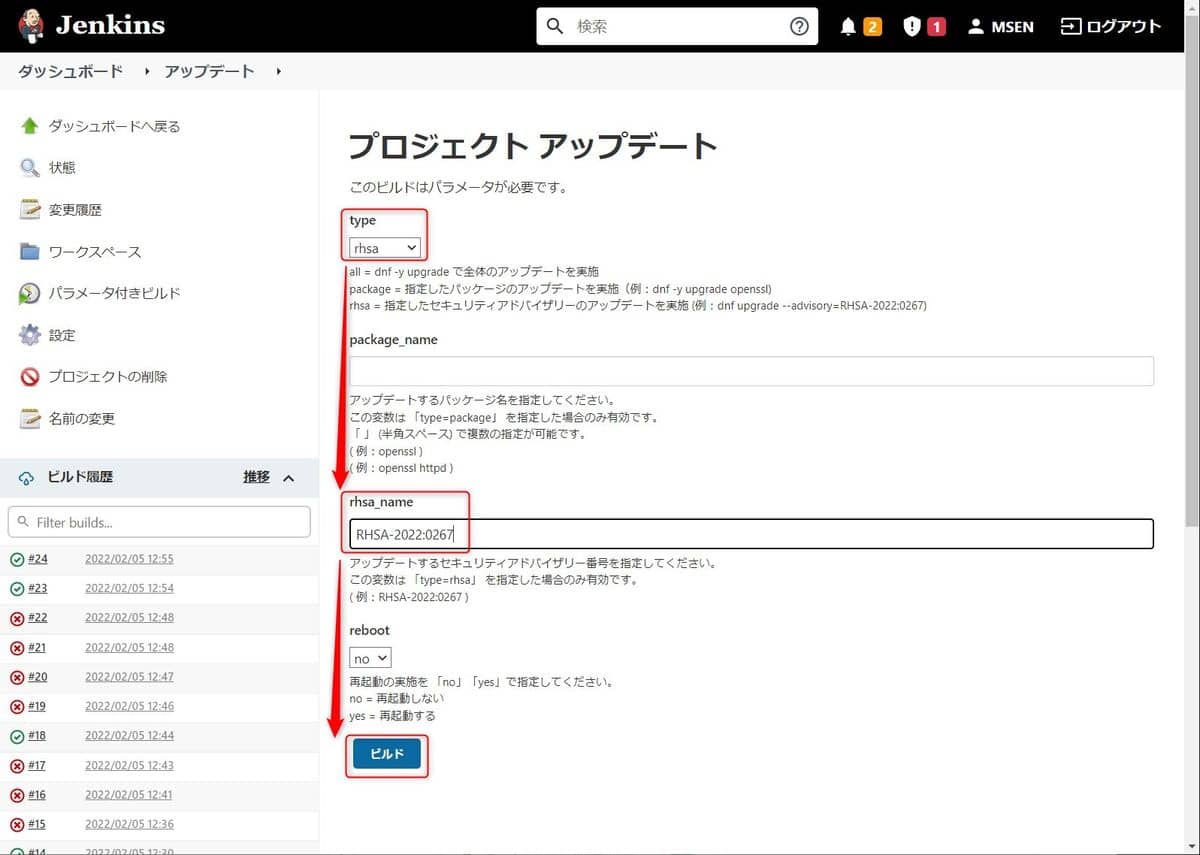 Jenkins
検索
2
1
MSEN
ログアウト
ダッシュボード
アップデート
ダッシュボードへ戻る
状態
変更履歴
ワークスペース
パラメータ付きビルド
設定
プロジェクトの削除
名前の変更
ビルド履歴 推移
Filter builds...
#24 2022/02/05 12:55
#23 2022/02/05 12:54
#22 2022/02/05 12:48
#21 2022/02/05 12:48
#20 2022/02/05 12:47
#19 2022/02/05 12:46
#18 2022/02/05 12:44
#17 2022/02/05 12:43
#16 2022/02/05 12:41
#15 2022/02/05 12:36
#14 2022/02/05 12:30
プロジェクト アップデート
このビルドはパラメータが必要です。
type
rhsa
all = dnf -y upgrade で全体のアップデートを実施
package = 指定したパッケージのアップデートを実施（例：dnf -y upgrade openssl)
rhsa = 指定したセキュリティアドバイザリーのアップデートを実施 (例：dnf upgrade --advisory=RHSA-2022:0267)
package_name
アップデートするパッケージ名を指定してください。
この変数は 「type=package」 を指定した場合のみ有効です。
「 」 (半角スペース) で複数の指定が可能です。
( 例：openssl )
( 例：openssl httpd )
rhsa_name
RHSA-2022:0267
アップデートするセキュリティアドバイザリー番号を指定してください。
この変数は 「type=rhsa」 を指定した場合のみ有効です。
( 例：RHSA-2022:0267 )
reboot
no
再起動の実施を 「no」「yes」で指定してください。
no = 再起動しない
yes = 再起動する
ビルド